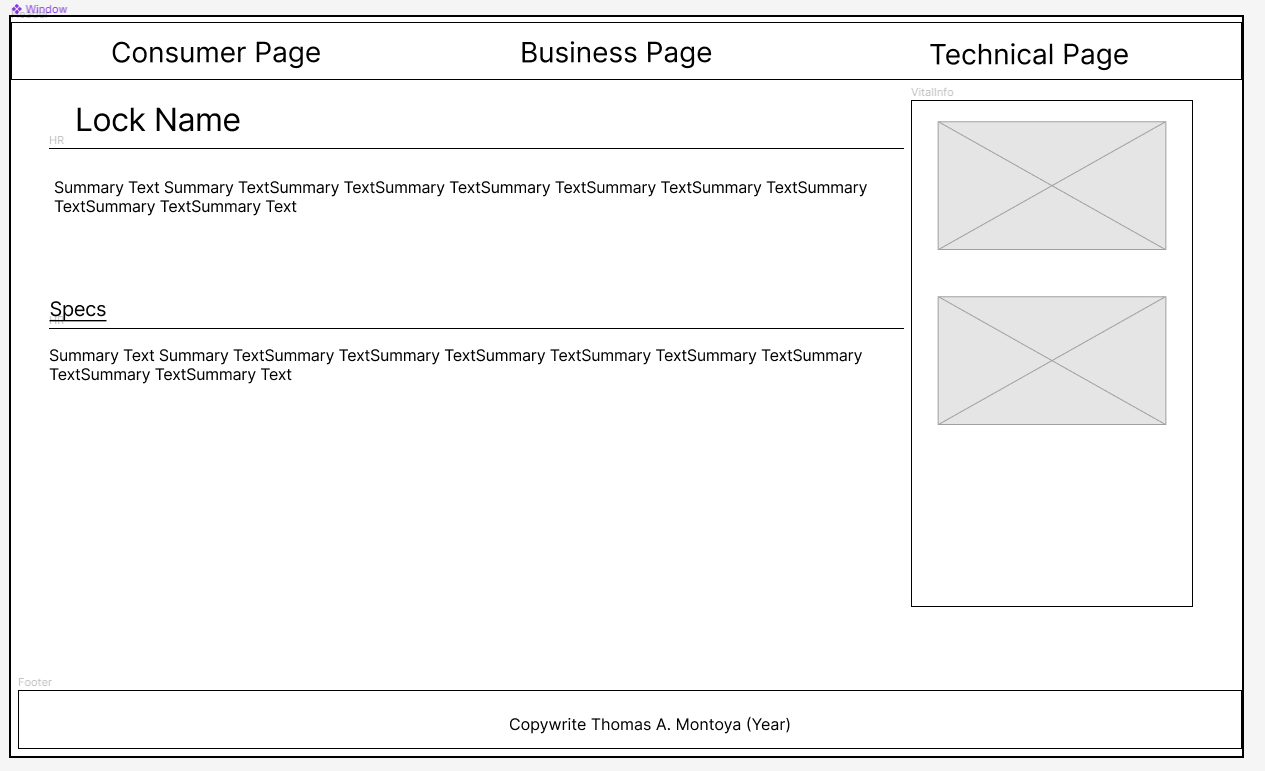 Window
Consumer Page
Business Page
Technical Page
VitalInfo
Lock Name
HR
Summary Text Summary TextSummary TextSummary TextSummary TextSummary TextSummary TextSummary
TextSummary TextSummary Text
Specs
HR
Summary Text Summary TextSummary TextSummary TextSummary TextSummary TextSummary TextSummary
TextSummary TextSummary Text
Footer
Copywrite Thomas A. Montoya (Year)